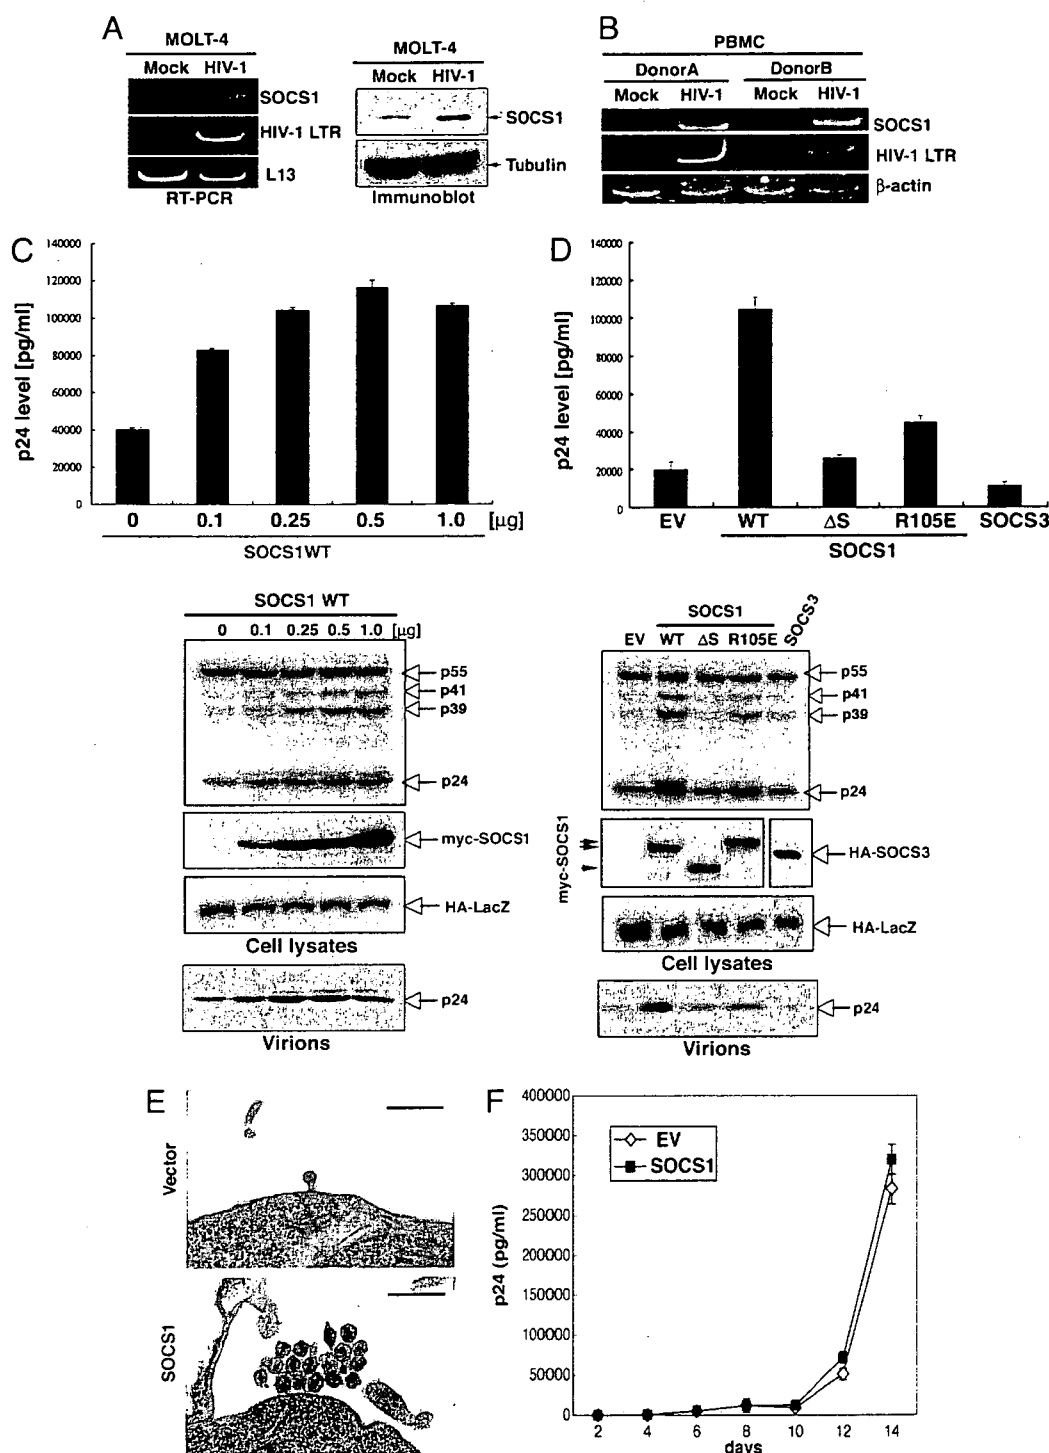 A
MOLT-4
Mock HIV-1
SOCS1
HIV-1 LTR
L13
RT-PCR
MOLT-4
Mock HIV-1
SOCS1
Tubulin
Immunoblot
B
PBMC
DonorA DonorB
Mock HIV-1 Mock HIV-1
SOCS1
HIV-1 LTR
β-actin
C
p24 level [pg/ml]
140000
120000
100000
80000
60000
40000
20000
0
0 0.1 0.25 0.5 1.0 [μg]
SOCS1WT
D
p24 level [pg/ml]
140000
120000
100000
80000
60000
40000
20000
0
EV WT ΔS R105E SOCS3
SOCS1
SOCS1 WT
0 0.1 0.25 0.5 1.0 [μg]
p55
p41
p39
p24
myc-SOCS1
HA-LacZ
Cell lysates
p24
Virions
SOCS1
EV WT ΔS R105E SOCS3
p55
p41
p39
p24
myc-SOCS1
HA-SOCS3
HA-LacZ
Cell lysates
p24
Virions
E
Vector
SOCS1
F
p24 (pg/ml)
400000
350000
300000
250000
200000
150000
100000
50000
0
EV
SOCS1
2 4 6 8 10 12 14
days